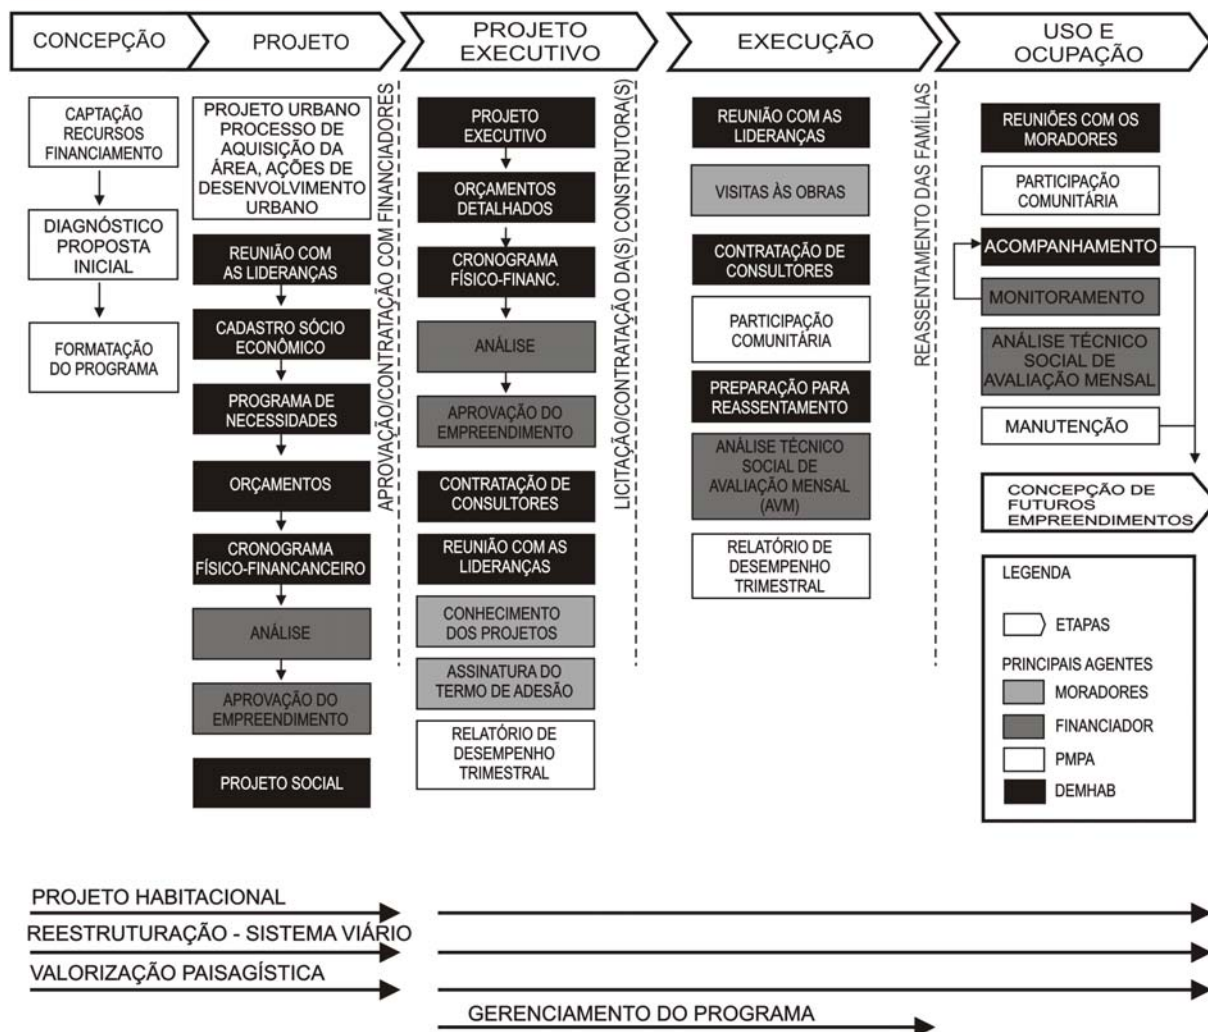 CONCEPÇÃO
PROJETO
PROJETO
EXECUTIVO
EXECUÇÃO
USO E
OCUPAÇÃO
CAPTAÇÃO
RECURSOS
FINANCIAMENTO
DIAGNÓSTICO
PROPOSTA
INICIAL
FORMATAÇÃO
DO PROGRAMA
PROJETO URBANO
PROCESSO DE
AQUISIÇÃO DA
ÁREA, AÇÕES DE
DESENVOLVIMENTO
URBANO
REUNIÃO COM
AS LIDERANÇAS
CADASTRO SÓCIO
ECONÔMICO
PROGRAMA DE
NECESSIDADES
ORÇAMENTOS
CRONOGRAMA
FÍSICO-FINANCANCEIRO
ANÁLISE
APROVAÇÃO DO
EMPREENDIMENTO
PROJETO SOCIAL
APROVAÇÃO/CONTRATAÇÃO COM FINANCIADORES
PROJETO
EXECUTIVO
ORÇAMENTOS
DETALHADOS
CRONOGRAMA
FÍSICO-FINANC.
ANÁLISE
APROVAÇÃO DO
EMPREENDIMENTO
CONTRATAÇÃO DE
CONSULTORES
REUNIÃO COM AS
LIDERANÇAS
CONHECIMENTO
DOS PROJETOS
ASSINATURA DO
TERMO DE ADESÃO
RELATÓRIO DE
DESEMPENHO
TRIMESTRAL
LICITAÇÃO/CONTRATAÇÃO DA(S) CONSTRUTORA(S)
REUNIÃO COM AS
LIDERANÇAS
VISITAS ÀS OBRAS
CONTRATAÇÃO DE
CONSULTORES
PARTICIPAÇÃO
COMUNITÁRIA
PREPARAÇÃO PARA
REASSENTAMENTO
ANÁLISE TÉCNICO
SOCIAL DE
AVALIAÇÃO MENSAL
(AVM)
RELATÓRIO DE
DESEMPENHO
TRIMESTRAL
REASSENTAMENTO DAS FAMÍLIAS
REUNIÕES COM OS
MORADORES
PARTICIPAÇÃO
COMUNITÁRIA
ACOMPANHAMENTO
MONITORAMENTO
ANÁLISE TÉCNICO
SOCIAL DE
AVALIAÇÃO MENSAL
MANUTENÇÃO
CONCEPÇÃO DE
FUTUROS
EMPREENDIMENTOS
LEGENDA
ETAPAS
PRINCIPAIS AGENTES
MORADORES
FINANCIADOR
PMPA
DEMHAB
PROJETO HABITACIONAL
REESTRUTURAÇÃO - SISTEMA VIÁRIO
VALORIZAÇÃO PAISAGÍSTICA
GERENCIAMENTO DO PROGRAMA